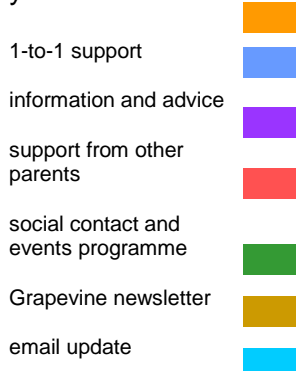 1-to-1 support
information and advice
support from other
parents
social contact and
events programme
Grapevine newsletter
email update